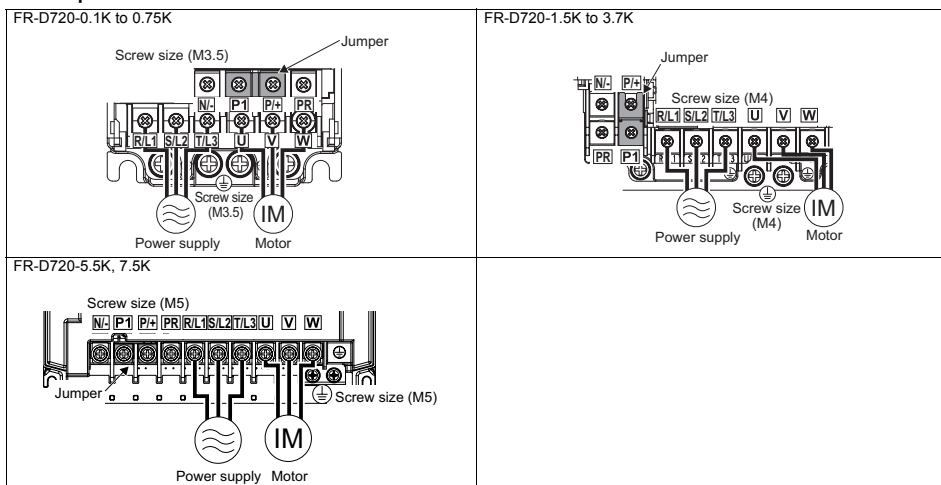 FR-D720-0.1K to 0.75K
Jumper
Screw size (M3.5)
N/- P1 P/+ PR
R/L1 S/L2 T/L3 U V W
Screw size
(M3.5)
IM
Power supply Motor
FR-D720-1.5K to 3.7K
Jumper
N/- P/+
Screw size (M4)
R/L1 S/L2 T/L3 U V W
PR P1
Screw size
(M4)
IM
Power supply Motor
FR-D720-5.5K, 7.5K
Screw size (M5)
N/- P1 P/+ PR R/L1 S/L2 T/L3 U V W
Jumper
Screw size (M5)
IM
Power supply Motor